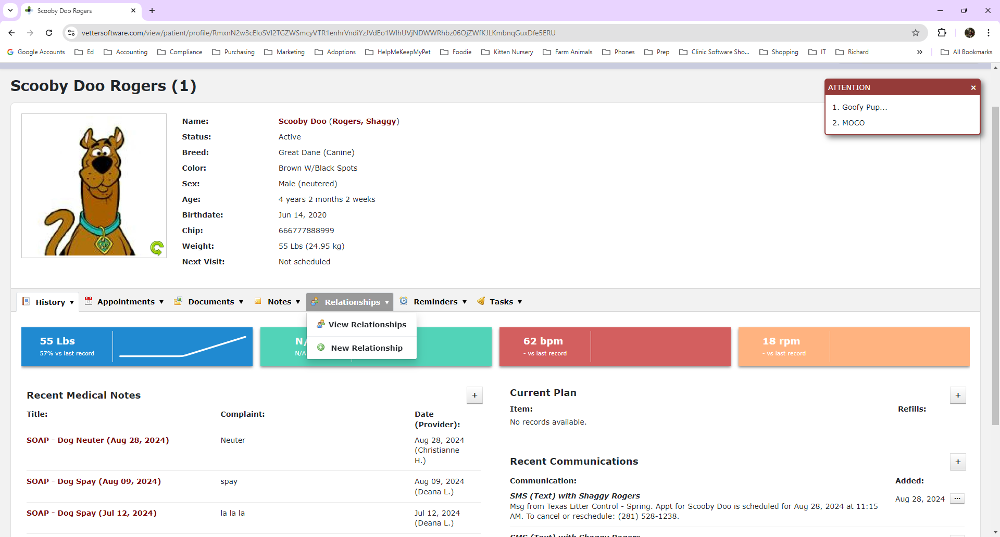 Scooby Doo Rogers
vettersoftware.com/view/patient/profile/RmxnN2w3cEloSVI2TGZWSmcyVTR1enhrVndiYzJVdEo1WlhUVjNDWWRhbz06OjZWfKJLKmbnqGuxDfe5ERU
Google Accounts Ed Accounting Compliance Purchasing Marketing Adoptions HelpMeKeepMyPet Foodie Kitten Nursery Farm Animals Phones Prep Clinic Software Sho... Shopping IT Richard » All Bookmarks
Scooby Doo Rogers (1)
ATTENTION ×
1. Goofy Pup...
2. MOCO
Name: Scooby Doo (Rogers, Shaggy)
Status: Active
Breed: Great Dane (Canine)
Color: Brown W/Black Spots
Sex: Male (neutered)
Age: 4 years 2 months 2 weeks
Birthdate: Jun 14, 2020
Chip: 666777888999
Weight: 55 Lbs (24.95 kg)
Next Visit: Not scheduled
History Appointments Documents Notes Relationships Reminders Tasks
View Relationships
New Relationship
55 Lbs
57% vs last record
N/
N/A
62 bpm
- vs last record
18 rpm
- vs last record
Recent Medical Notes +
Title: Complaint: Date (Provider):
SOAP - Dog Neuter (Aug 28, 2024) Neuter Aug 28, 2024 (Christianne H.)
SOAP - Dog Spay (Aug 09, 2024) spay Aug 09, 2024 (Deana L.)
SOAP - Dog Spay (Jul 12, 2024) la la la Jul 12, 2024 (Deana L.)
Current Plan +
Item: Refills:
No records available.
Recent Communications +
Communication: Added:
SMS (Text) with Shaggy Rogers
Msg from Texas Litter Control - Spring. Appt for Scooby Doo is scheduled for Aug 28, 2024 at 11:15
AM. To cancel or reschedule: (281) 528-1238.
Aug 28, 2024 ...
SMS (Text) with Shaggy Rogers